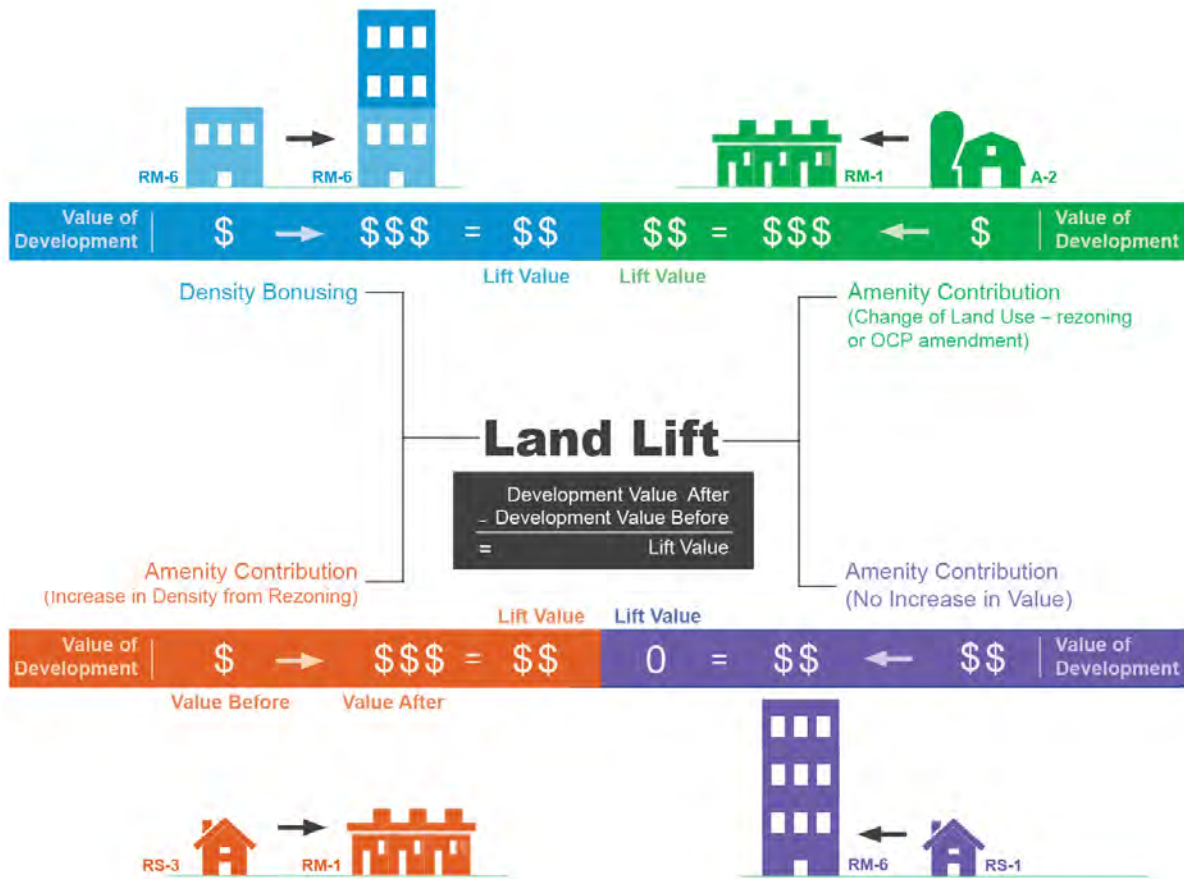 RM-6
RM-6
RM-1
A-2
Value of
Development
$
$$$
=
$$
$$
=
$$$
$
Value of
Development
Lift Value
Lift Value
Density Bonusing
Amenity Contribution
(Change of Land Use – rezoning
or OCP amendment)
Land Lift
Development Value After
- Development Value Before
= Lift Value
Amenity Contribution
(Increase in Density from Rezoning)
Amenity Contribution
(No Increase in Value)
Lift Value
Lift Value
Value of
Development
$
$$$
=
$$
0
=
$$
$$
Value of
Development
Value Before
Value After
RS-3
RM-1
RM-6
RS-1